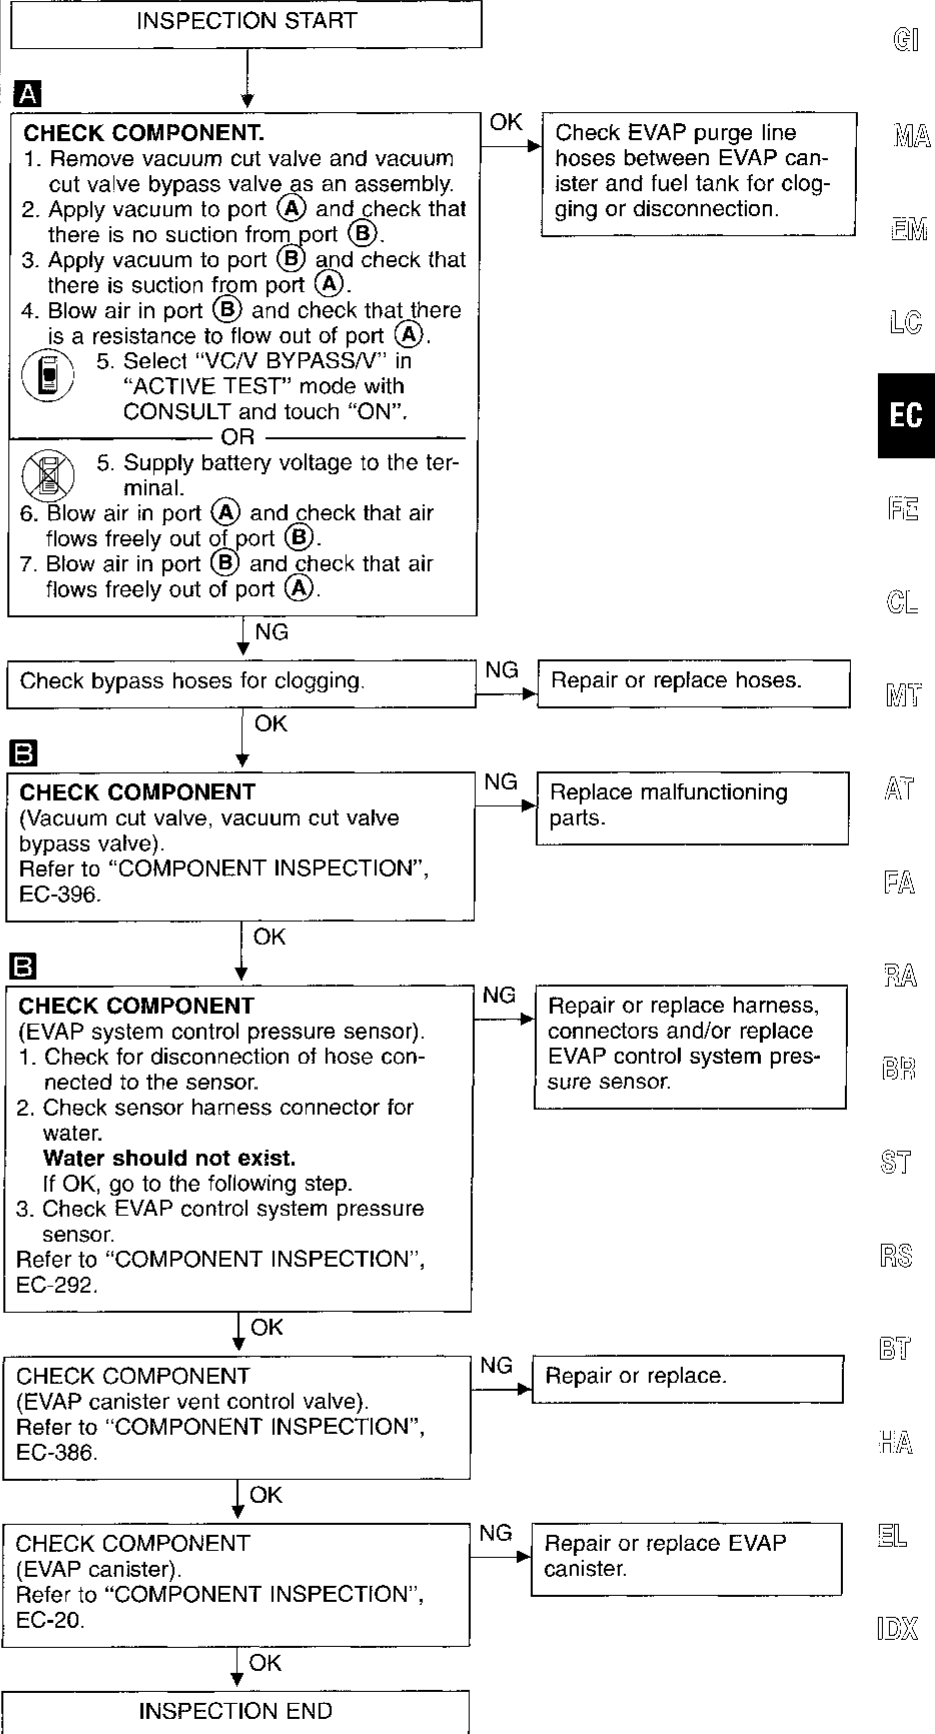 INSPECTION START
A
CHECK COMPONENT.
1. Remove vacuum cut valve and vacuum
cut valve bypass valve as an assembly.
2. Apply vacuum to port Ⓐ and check that
there is no suction from port Ⓑ.
3. Apply vacuum to port Ⓑ and check that
there is suction from port Ⓐ.
4. Blow air in port Ⓑ and check that there
is a resistance to flow out of port Ⓐ.
5. Select “VC/V BYPASS/V” in
“ACTIVE TEST” mode with
CONSULT and touch “ON”.
OR
5. Supply battery voltage to the ter-
minal.
6. Blow air in port Ⓐ and check that air
flows freely out of port Ⓑ.
7. Blow air in port Ⓑ and check that air
flows freely out of port Ⓐ.
OK
Check EVAP purge line
hoses between EVAP can-
ister and fuel tank for clog-
ging or disconnection.
NG
Check bypass hoses for clogging.
NG
Repair or replace hoses.
OK
B
CHECK COMPONENT
(Vacuum cut valve, vacuum cut valve
bypass valve).
Refer to “COMPONENT INSPECTION”,
EC-396.
NG
Replace malfunctioning
parts.
OK
B
CHECK COMPONENT
(EVAP system control pressure sensor).
1. Check for disconnection of hose con-
nected to the sensor.
2. Check sensor harness connector for
water.
Water should not exist.
If OK, go to the following step.
3. Check EVAP control system pressure
sensor.
Refer to “COMPONENT INSPECTION”,
EC-292.
NG
Repair or replace harness,
connectors and/or replace
EVAP control system pres-
sure sensor.
OK
CHECK COMPONENT
(EVAP canister vent control valve).
Refer to “COMPONENT INSPECTION”,
EC-386.
NG
Repair or replace.
OK
CHECK COMPONENT
(EVAP canister).
Refer to “COMPONENT INSPECTION”,
EC-20.
NG
Repair or replace EVAP
canister.
OK
INSPECTION END
GI
MA
EM
LC
EC
FE
CL
MT
AT
FA
RA
BR
ST
RS
BT
HA
EL
IDX